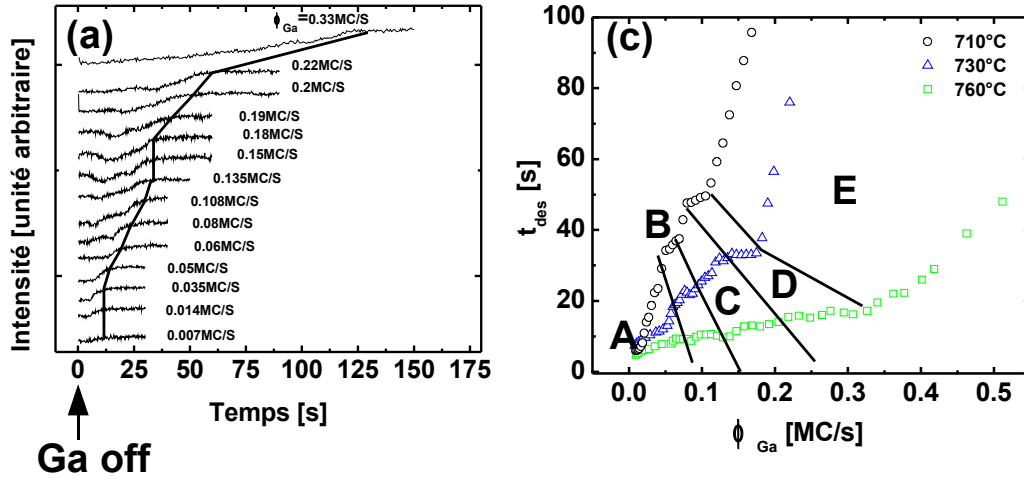 (a)
ϕ Ga =0.33MC/S
0.22MC/S
0.2MC/S
0.19MC/S
0.18MC/S
0.15MC/S
0.135MC/S
0.108MC/S
0.08MC/S
0.06MC/S
0.05MC/S
0.035MC/S
0.014MC/S
0.007MC/S
Intensité [unité arbitraire]
0 25 50 75 100 125 150 175
Temps [s]
Ga off
(c)
710°C
730°C
760°C
100
80
60
40
20
0
t des [s]
A
B
C
D
E
0.0 0.1 0.2 0.3 0.4 0.5
ϕ Ga [MC/s]